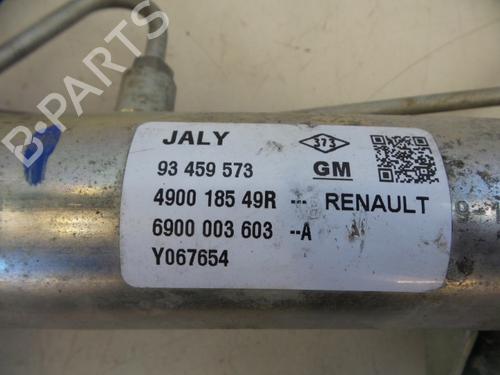 B-PARTS
JALY
373
93 459 573
GM
4900 185 49R --- RENAULT
6900 003 603 --A
Y067654